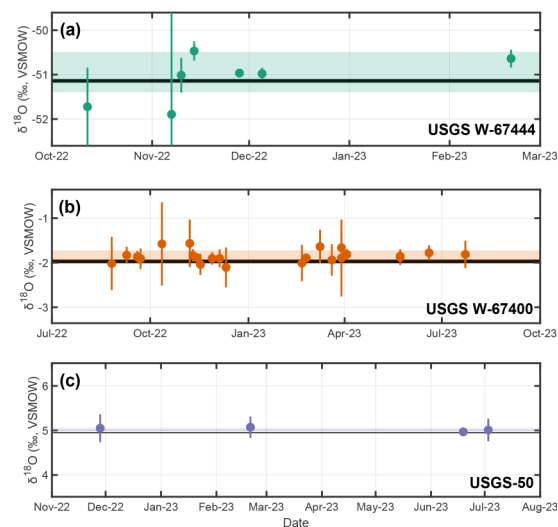 (a)
δ¹⁸O (‰, VSMOW)
-50
-51
-52
USGS W-67444
Oct-22 Nov-22 Dec-22 Jan-23 Feb-23 Mar-23
(b)
δ¹⁸O (‰, VSMOW)
-1
-2
-3
USGS W-67400
Jul-22 Oct-22 Jan-23 Apr-23 Jul-23 Oct-23
(c)
δ¹⁸O (‰, VSMOW)
6
5
4
USGS-50
Nov-22 Dec-22 Jan-23 Feb-23 Mar-23 Apr-23 May-23 Jun-23 Jul-23 Aug-23
Date